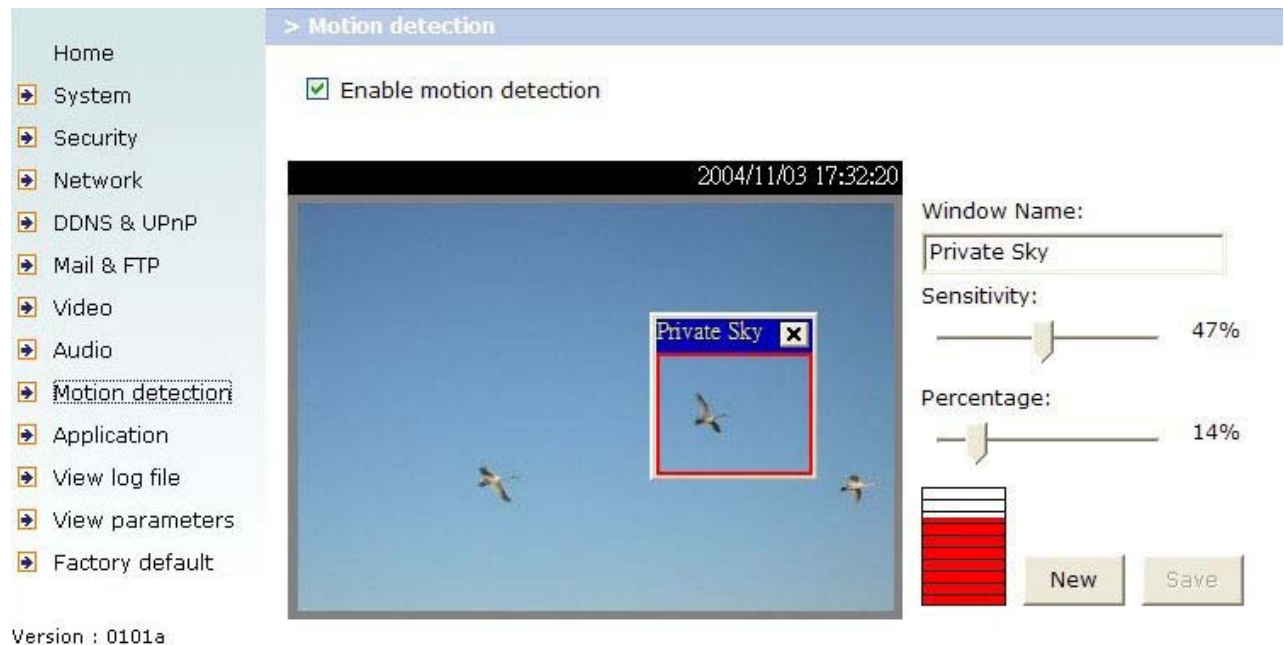 > Motion detection
Home
System
Security
Network
DDNS & UPnP
Mail & FTP
Video
Audio
Motion detection
Application
View log file
View parameters
Factory default
Version : 0101a
Enable motion detection
2004/11/03 17:32:20
Private Sky
Window Name:
Private Sky
Sensitivity:
47%
Percentage:
14%
New
Save